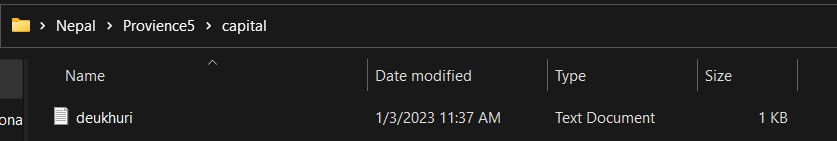 Nepal > Provience5 > capital
Name Date modified Type Size
deukhuri 1/3/2023 11:37 AM Text Document 1 KB
ona